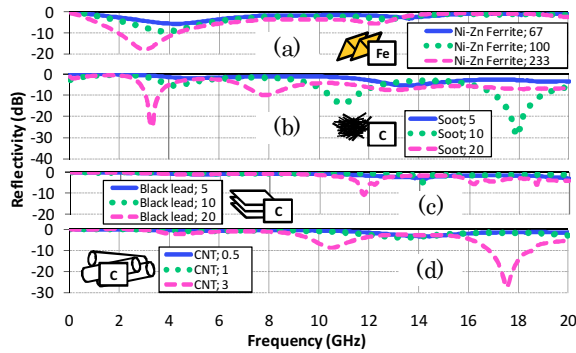 0
-5
-10
-15
-20
-25
(a)
Fe
Ni-Zn Ferrite; 67
Ni-Zn Ferrite; 100
Ni-Zn Ferrite; 233
Reflectivity (dB)
0
-10
-20
-30
-40
(b)
C
Soot; 5
Soot; 10
Soot; 20
0
-10
-20
Black lead; 5
Black lead; 10
Black lead; 20
C
(c)
0
-10
-20
-30
C
CNT; 0.5
CNT; 1
CNT; 3
(d)
0 2 4 6 8 10 12 14 16 18 20
Frequency (GHz)